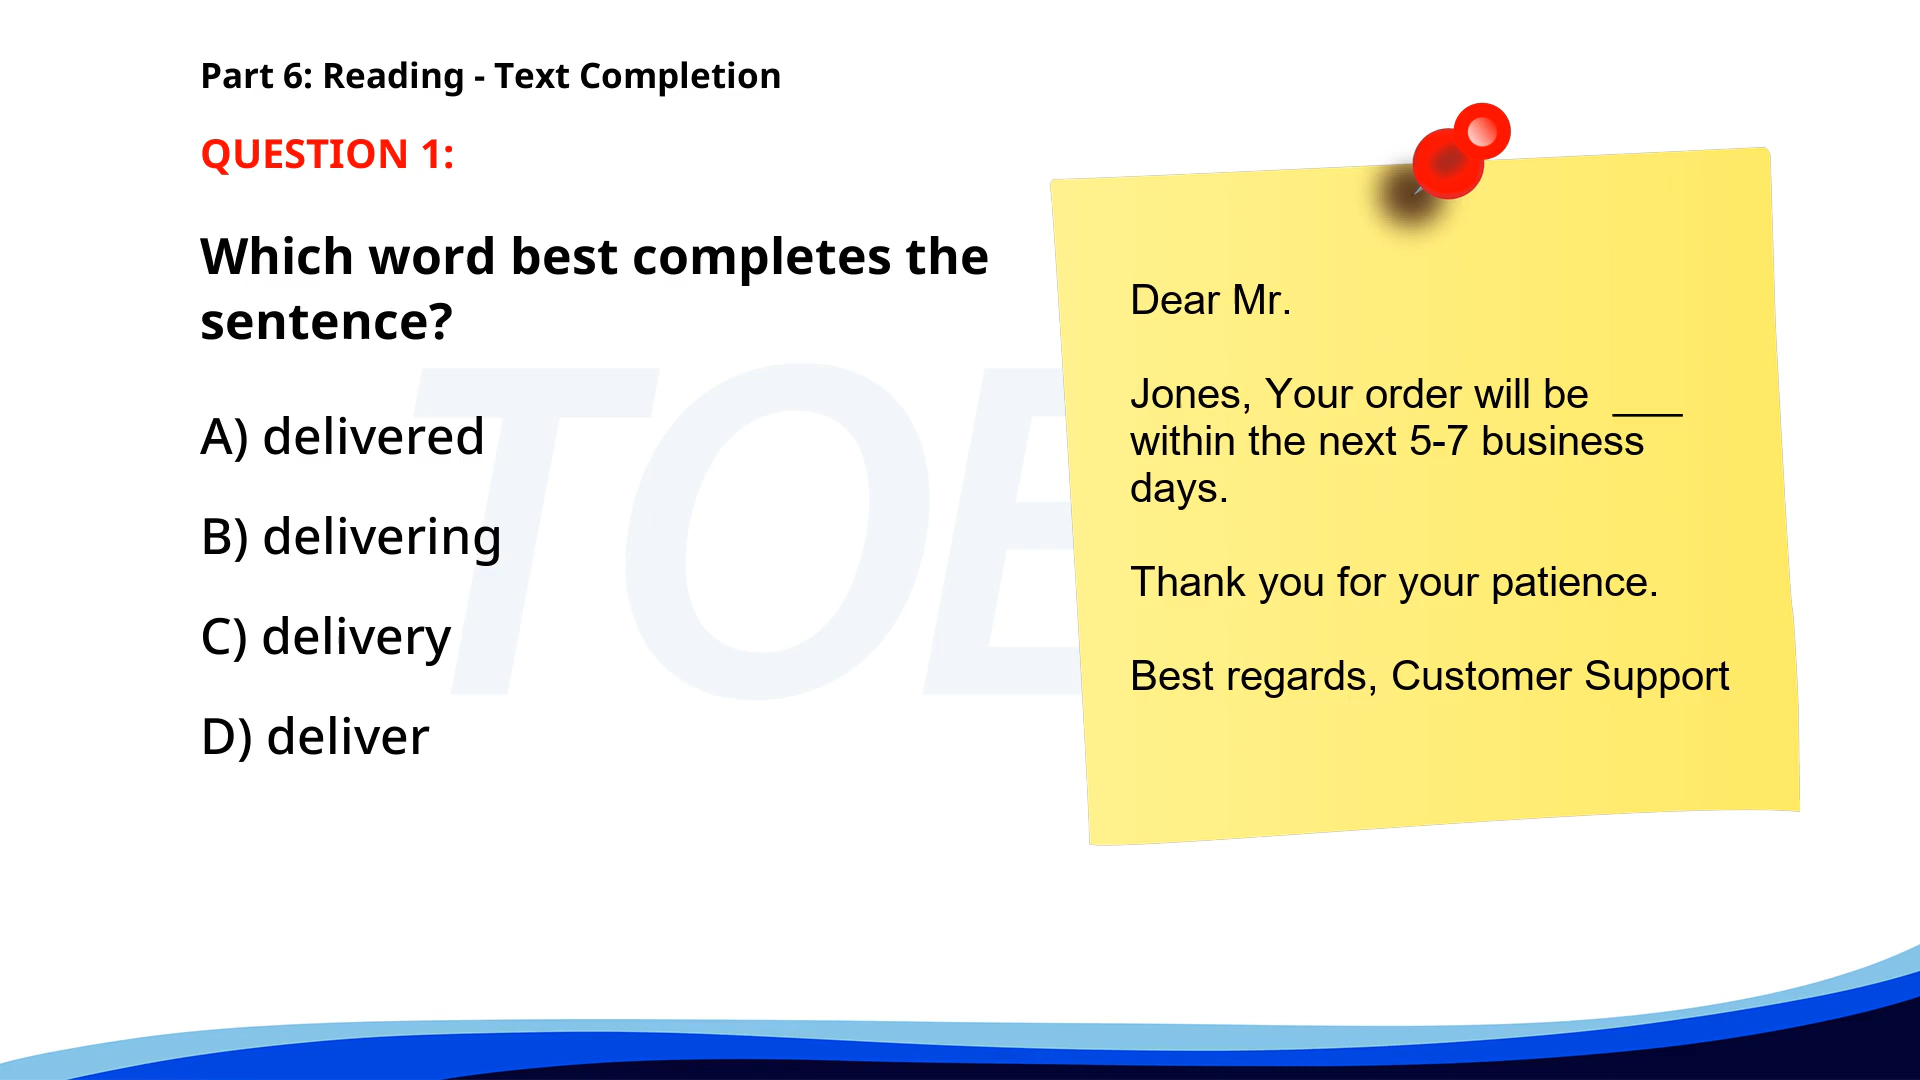 Part 6: Reading - Text Completion
QUESTION 1:
Which word best completes the
sentence?
A) delivered
B) delivering
C) delivery
D) deliver
Dear Mr.
Jones, Your order will be ___
within the next 5-7 business
days.
Thank you for your patience.
Best regards, Customer Support
TOE